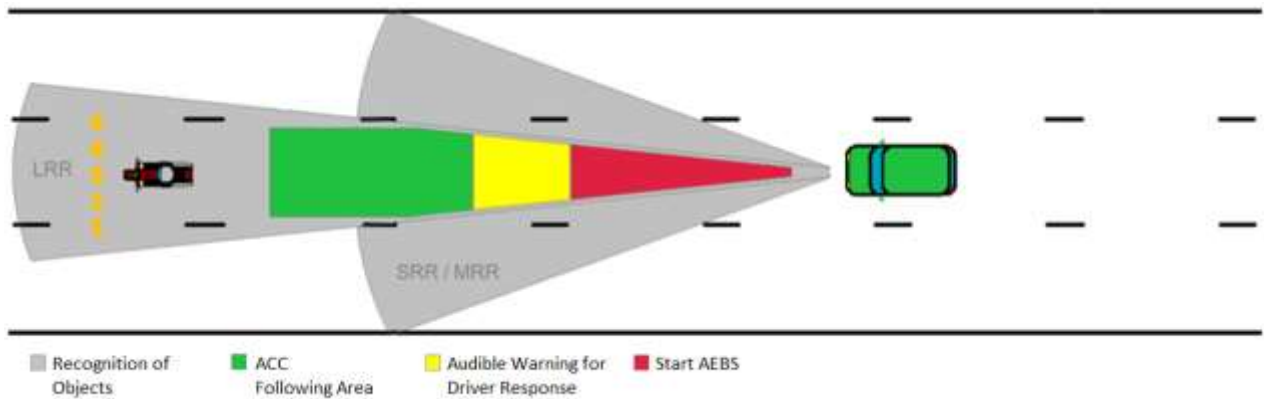 LRR
SRR / MRR
Recognition of
Objects
ACC
Following Area
Audible Warning for
Driver Response
Start AEBS